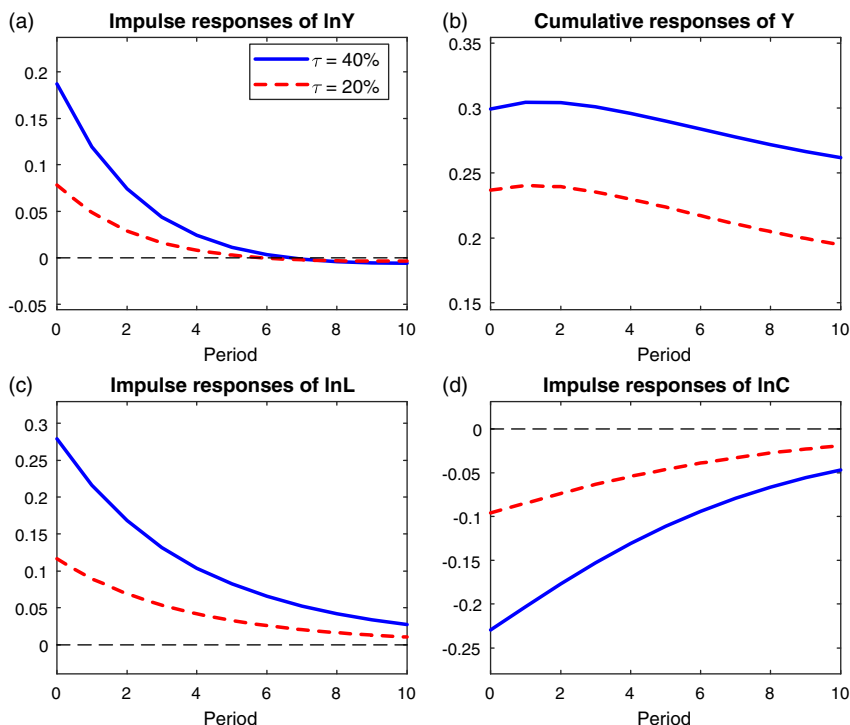 (a) Impulse responses of lnY
0.2
0.15
0.1
0.05
0
-0.05
τ = 40%
τ = 20%
0 2 4 6 8 10
Period
(b) Cumulative responses of Y
0.35
0.3
0.25
0.2
0.15
0 2 4 6 8 10
Period
(c) Impulse responses of lnL
0.3
0.25
0.2
0.15
0.1
0.05
0
0 2 4 6 8 10
Period
(d) Impulse responses of lnC
0
-0.05
-0.1
-0.15
-0.2
-0.25
0 2 4 6 8 10
Period